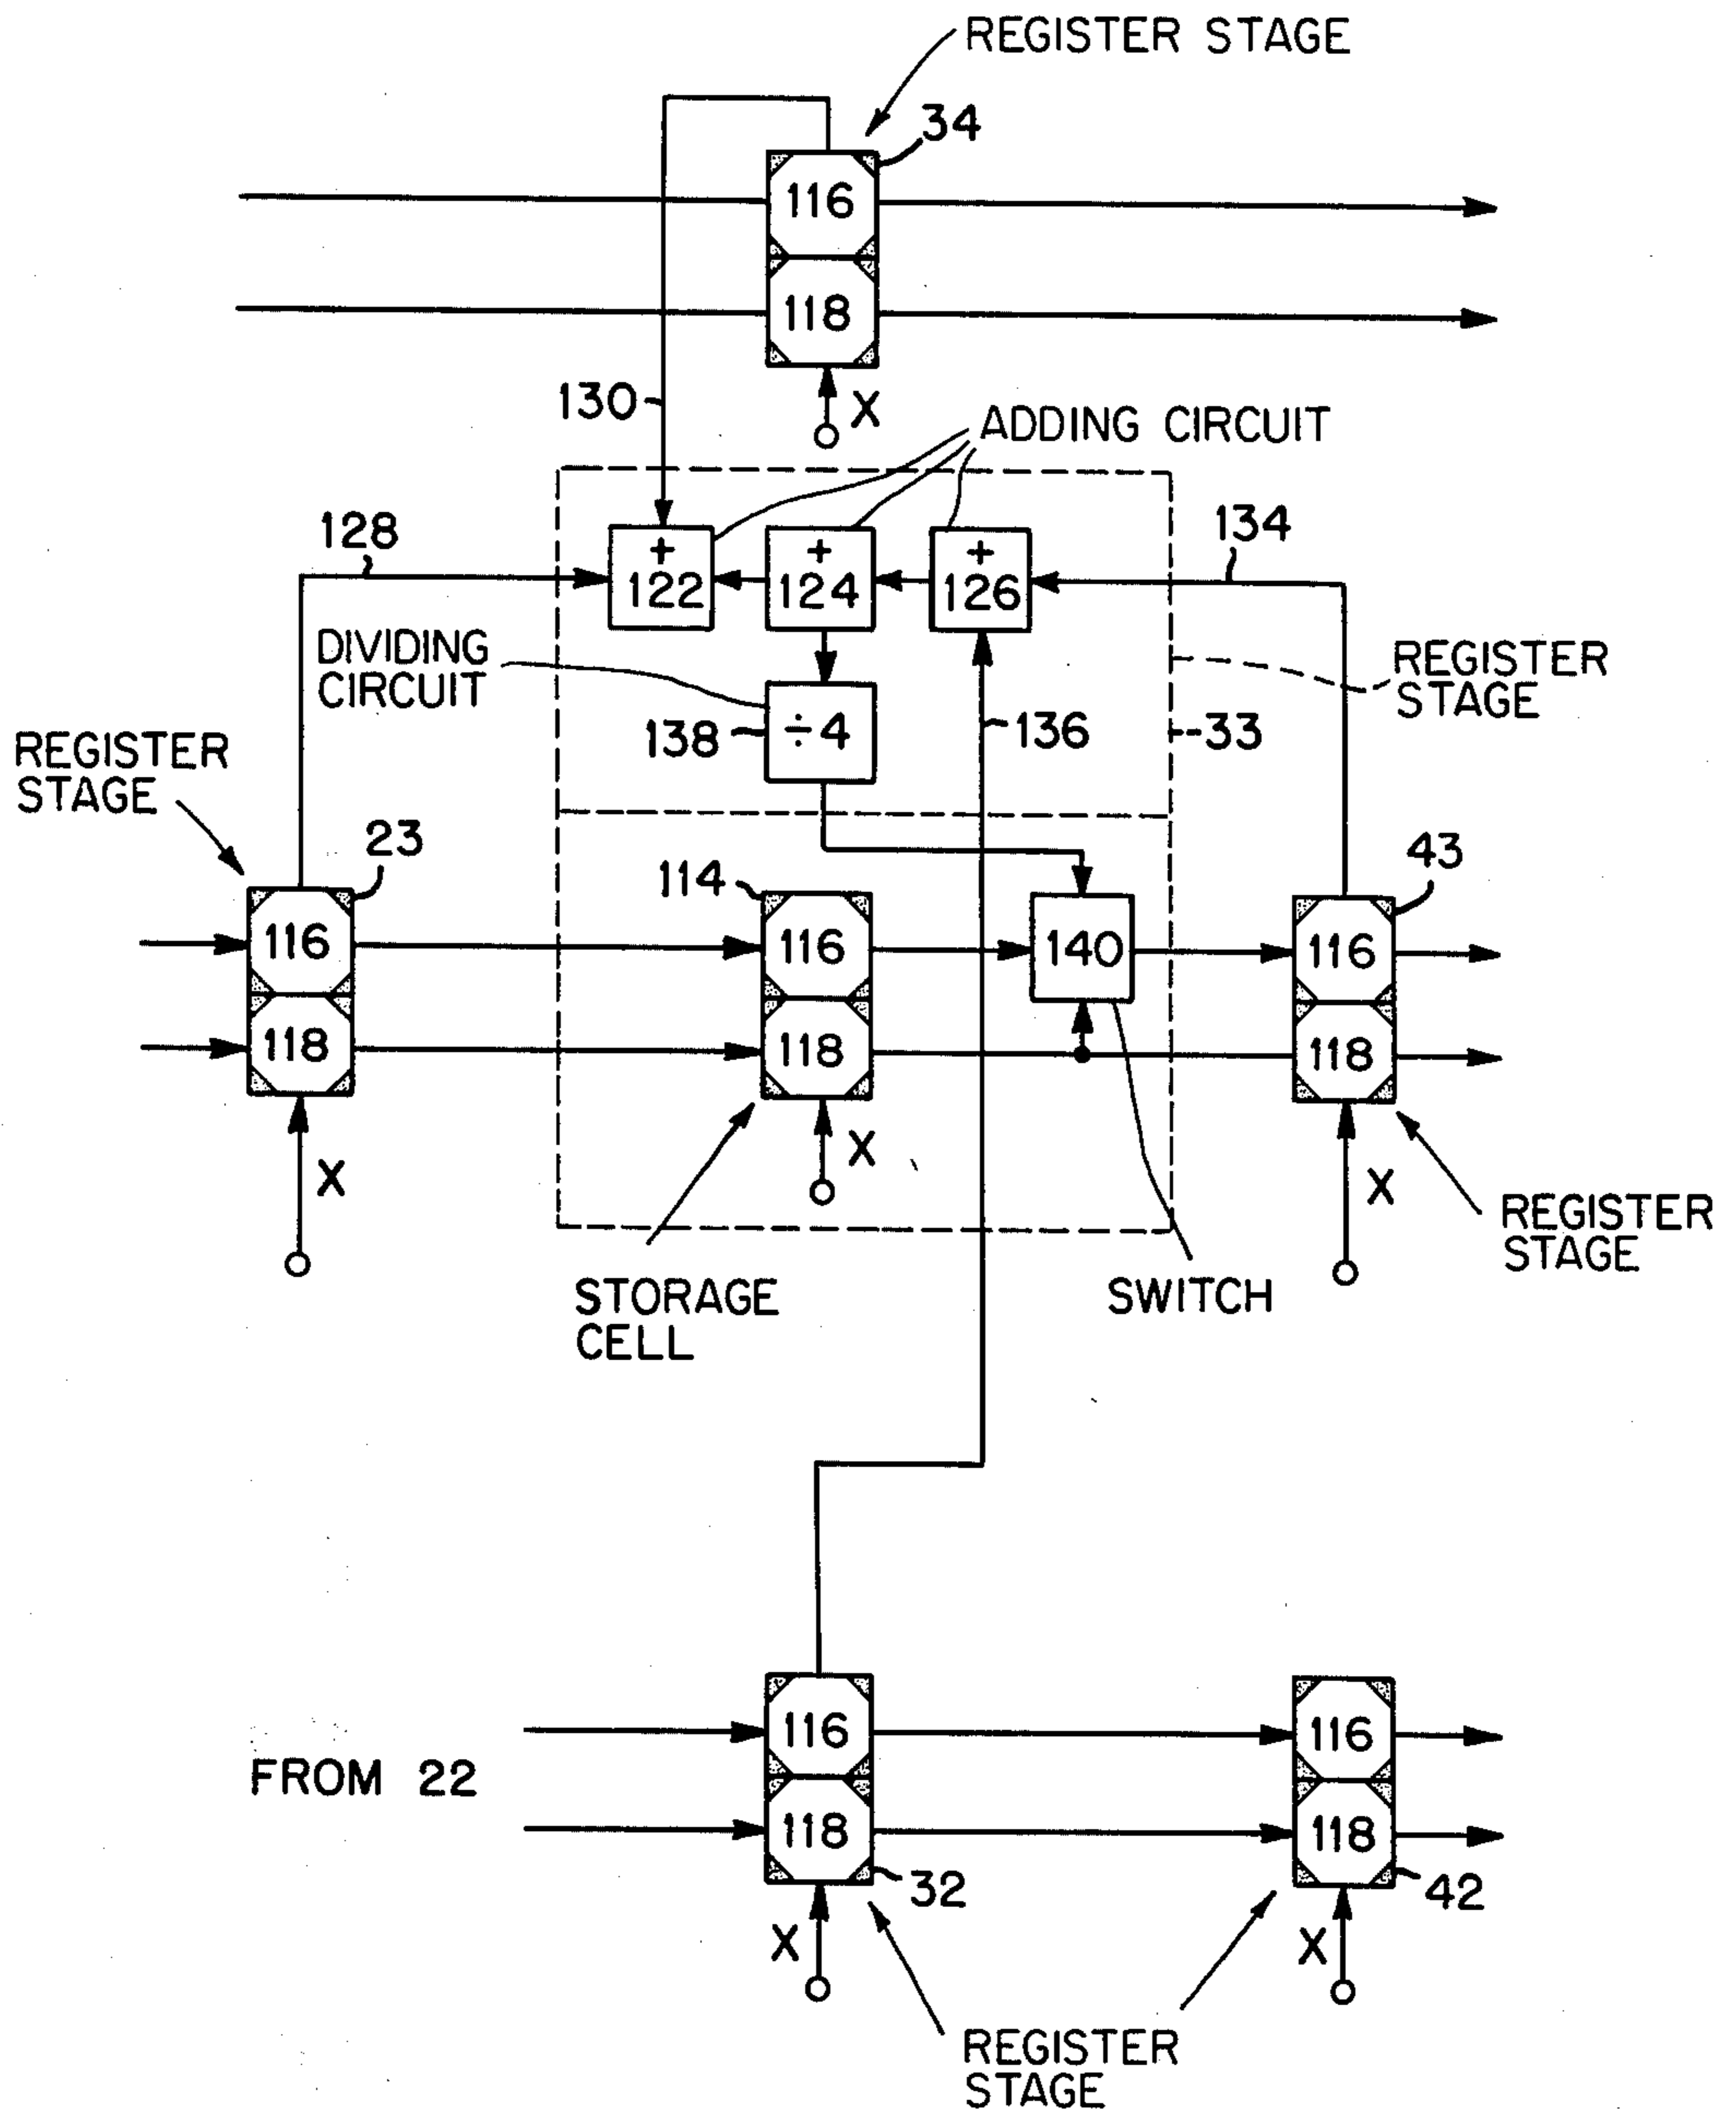 REGISTER STAGE
34
116
118
130
X
ADDING CIRCUIT
128
134
+
122
+
124
+
126
DIVIDING
CIRCUIT
REGISTER
STAGE
138
÷4
136
33
REGISTER
STAGE
23
114
43
116
116
140
116
118
118
118
X
X
X
REGISTER
STAGE
STORAGE
CELL
SWITCH
116
116
FROM 22
118
118
32
42
X
X
REGISTER
STAGE